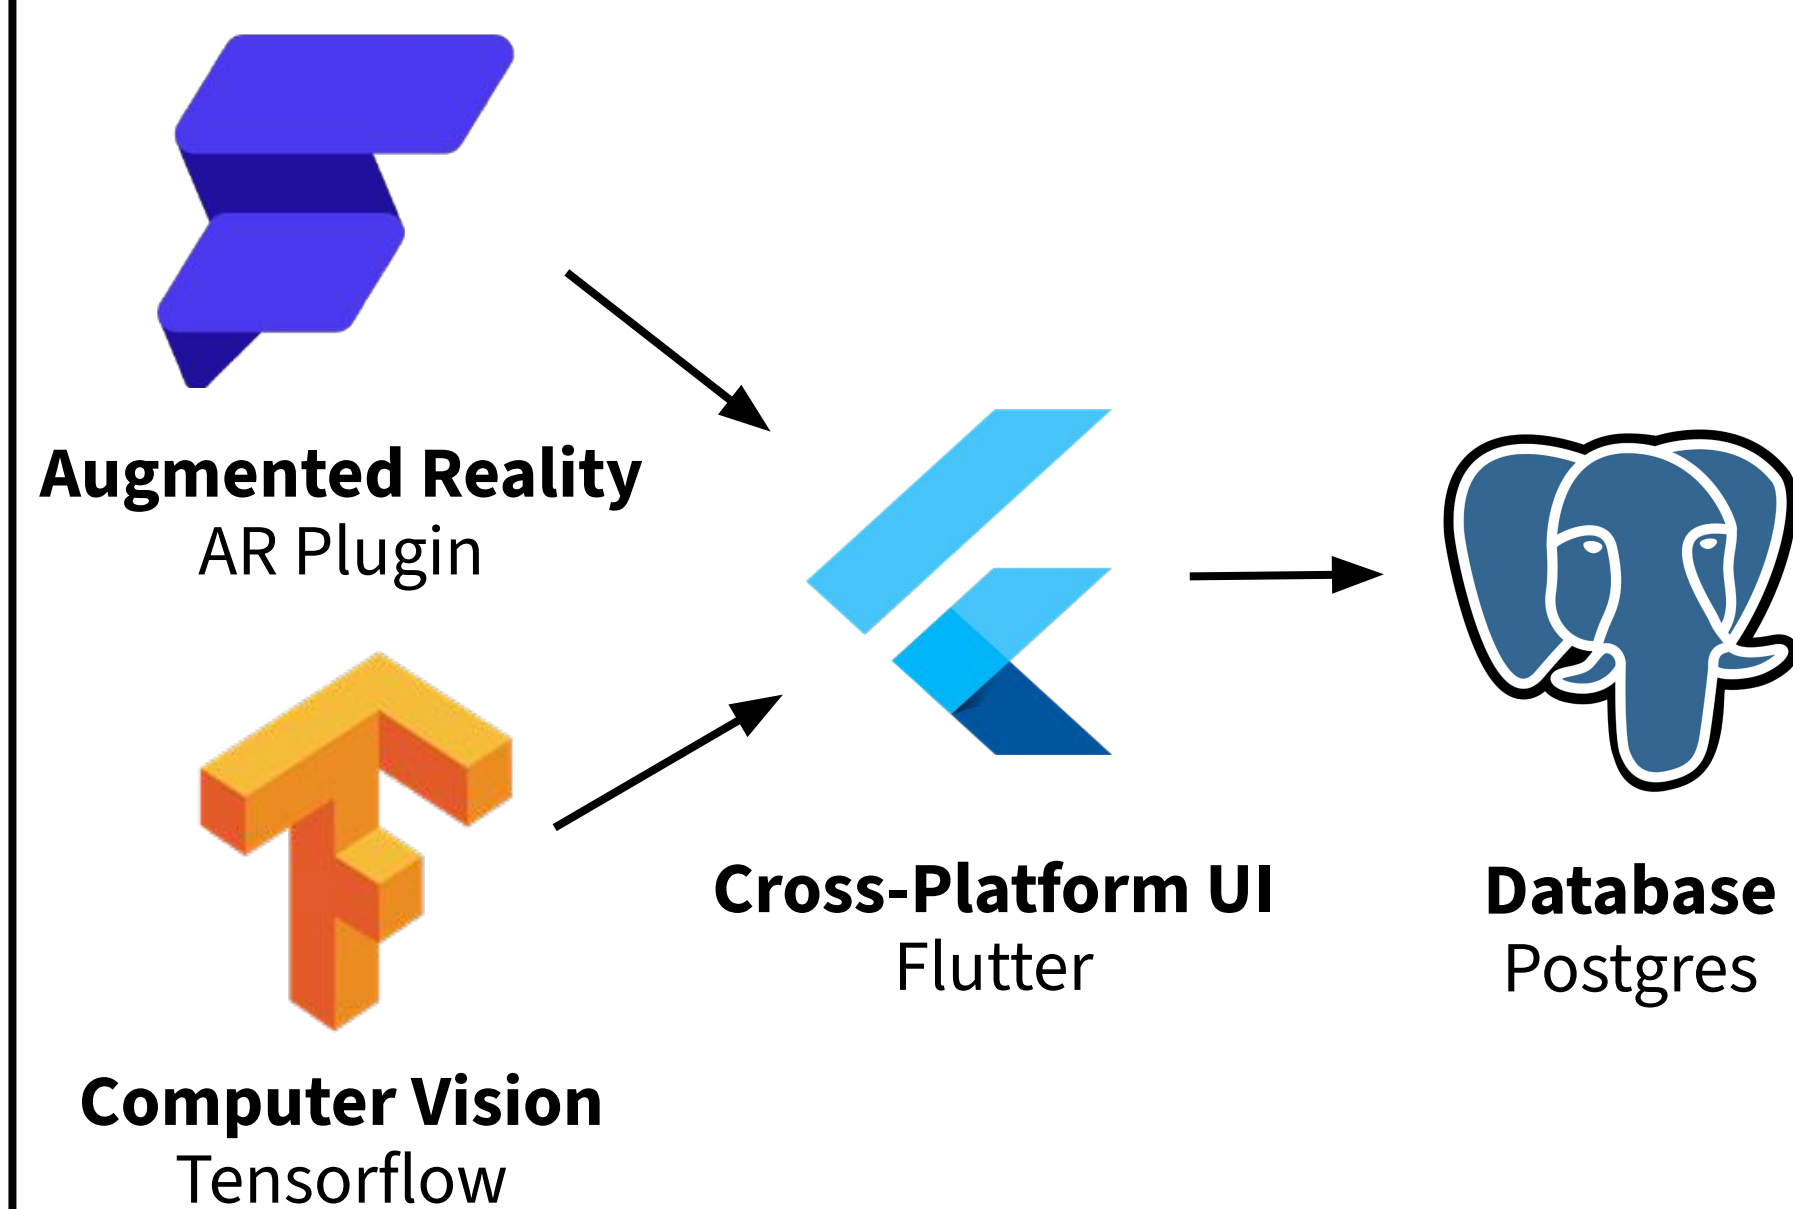 Augmented Reality
AR Plugin
Computer Vision
Tensorflow
Cross-Platform UI
Flutter
Database
Postgres